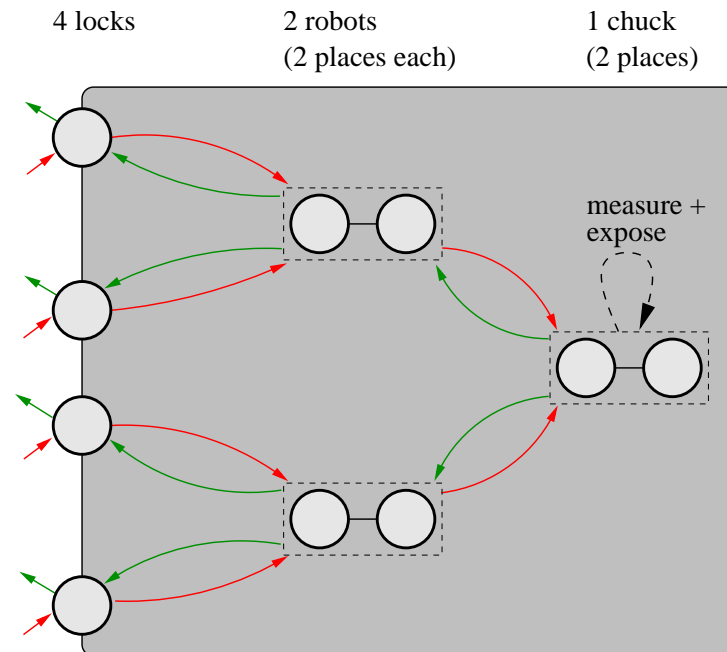 4 locks
2 robots
(2 places each)
1 chuck
(2 places)
measure +
expose